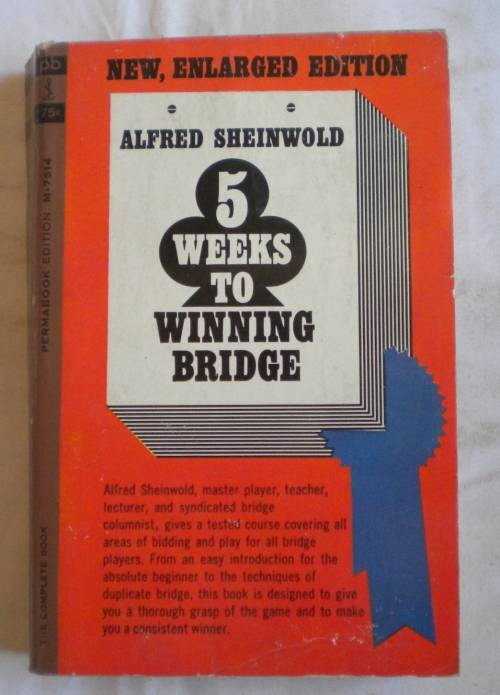 NEW, ENLARGED EDITION
ALFRED SHEINWOLD
5
WEEKS
TO
WINNING
BRIDGE
Alfred Sheinwold, master player, teacher,
lecturer, and syndicated bridge
columnist, gives a tested course covering all
areas of bidding and play for all bridge
players. From an easy introduction for the
absolute beginner to the techniques of
duplicate bridge, this book is designed to give
you a thorough grasp of the game and to make
you a consistent winner.
75¢
PERMABOOK EDITION M-7514
THE COMPLETE BOOK